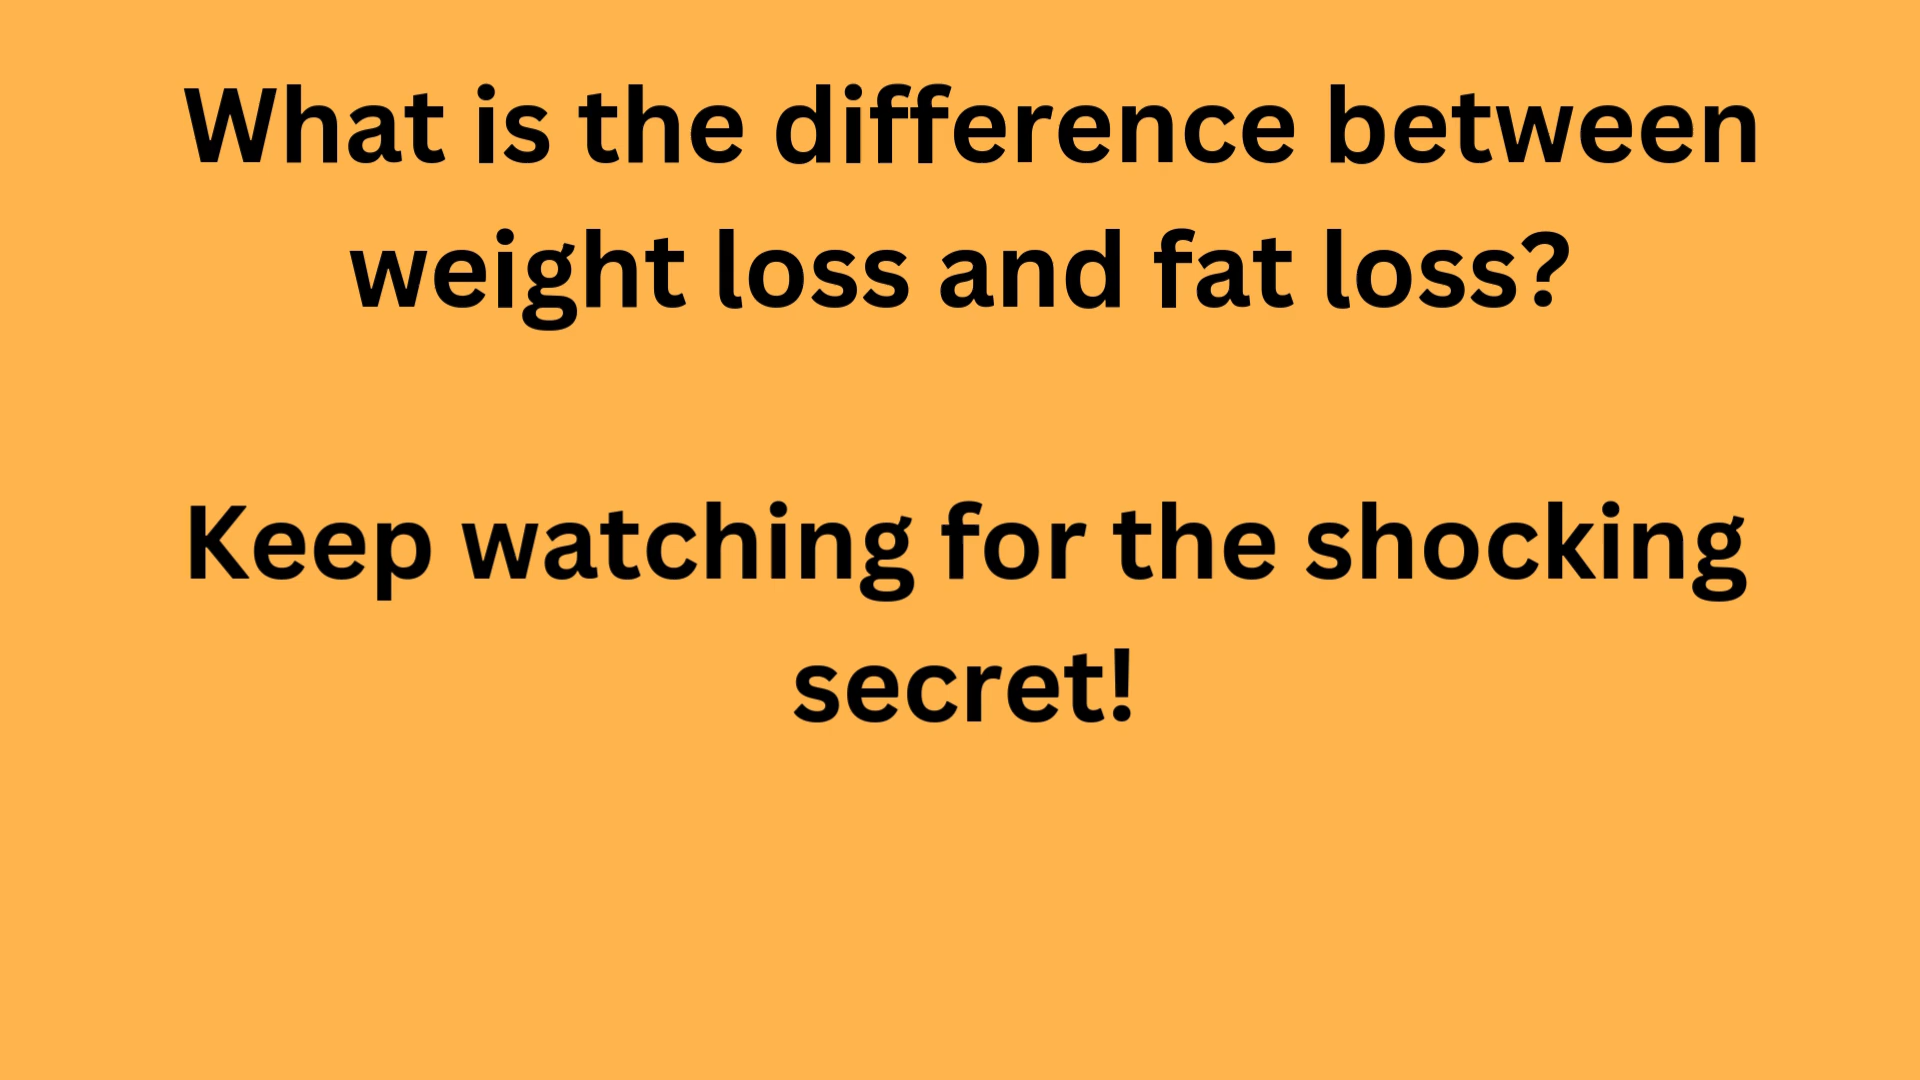 What is the difference between
weight loss and fat loss?
Keep watching for the shocking
secret!